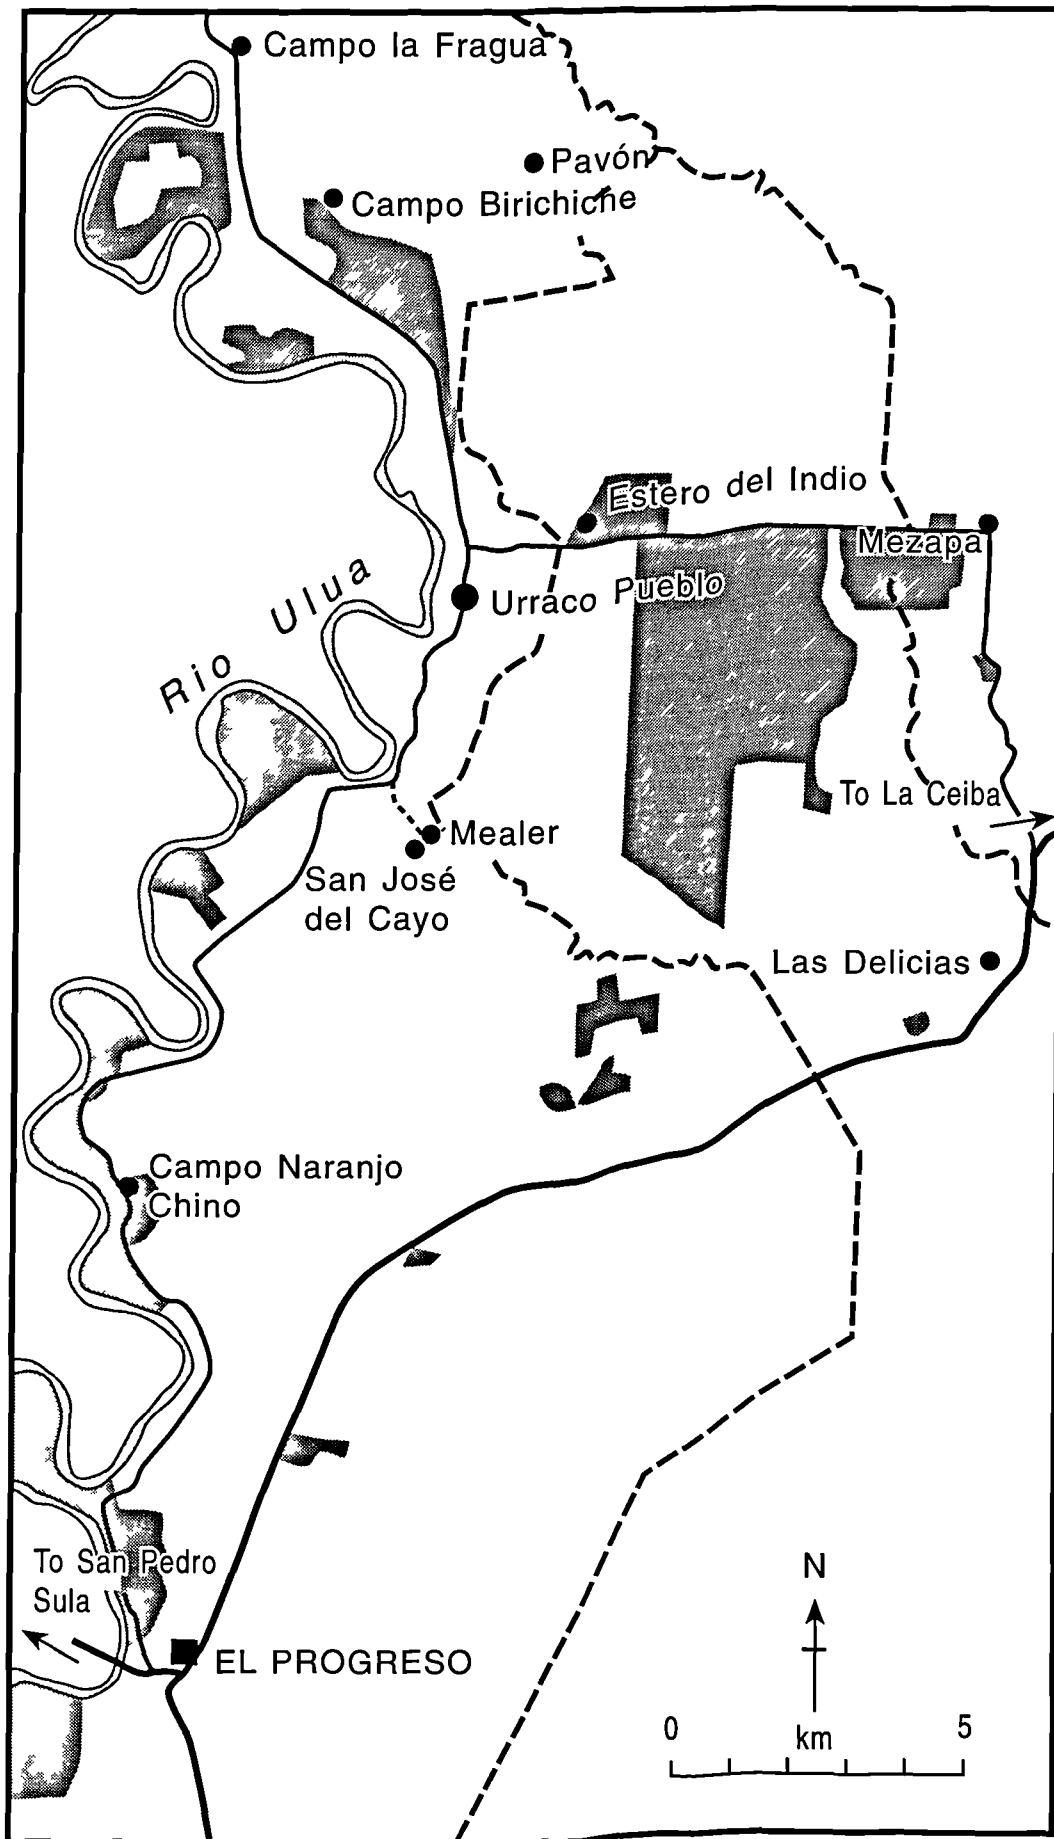 Campo la Fragua
Pavón
Campo Birichiche
Estero del Indio
Mezapa
Urraco Pueblo
Rio Ulua
To La Ceiba
Mealer
San José
del Cayo
Las Delicias
Campo Naranjo
Chino
To San Pedro
Sula
N
EL PROGRESO
0 5
km